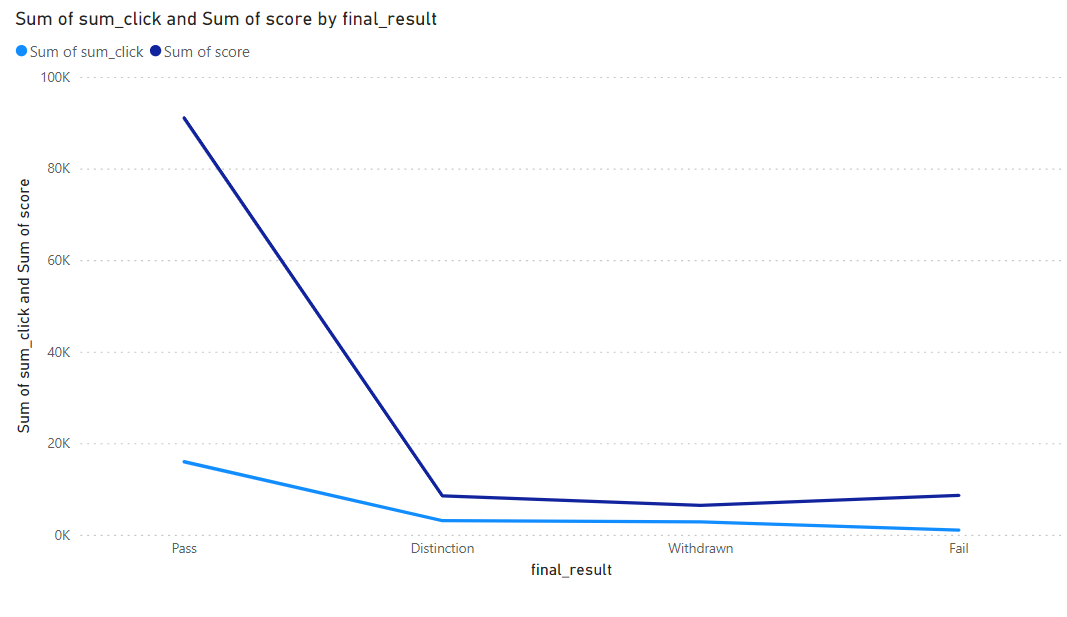 Sum of sum_click and Sum of score by final_result
Sum of sum_click Sum of score
100K
80K
60K
40K
20K
0K
Sum of sum_click and Sum of score
Pass Distinction Withdrawn Fail
final_result